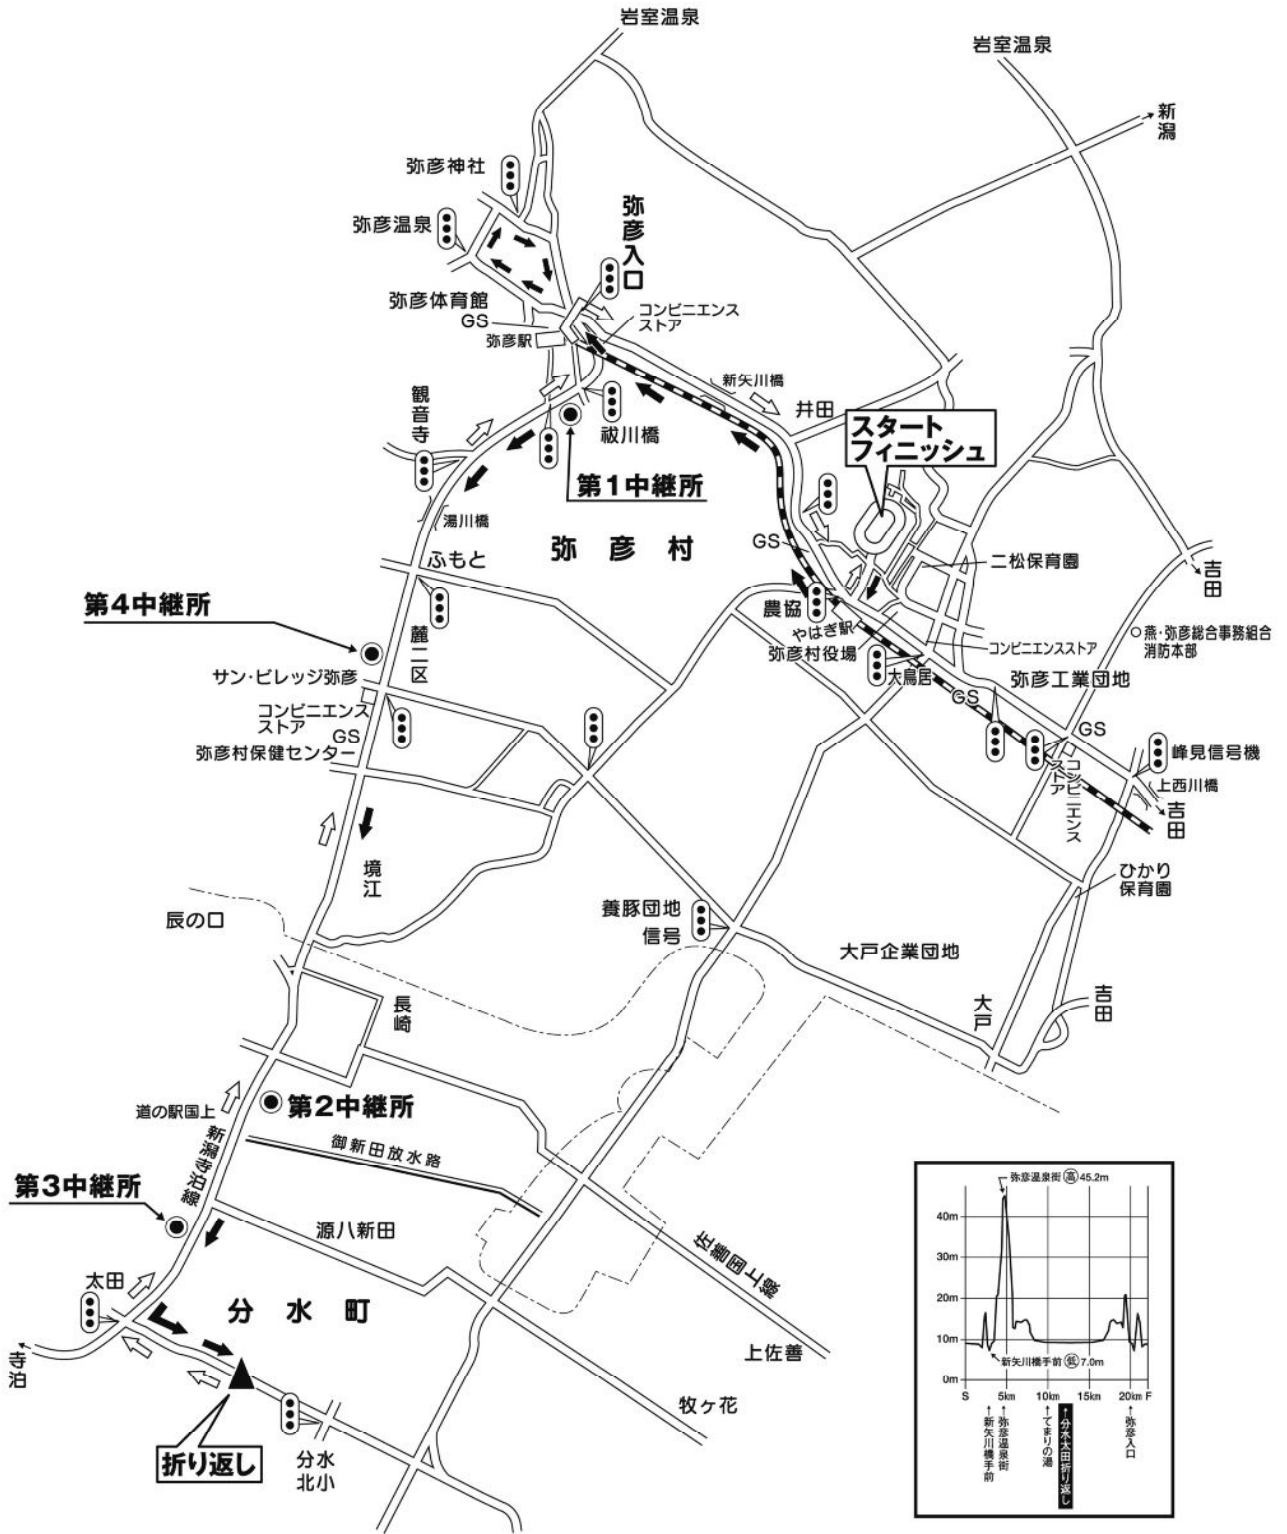 岩室温泉
岩室温泉
新潟
弥彦神社
弥彦温泉
弥彦入口
弥彦体育館
GS
弥彦駅
コンビニエンス
ストア
新矢川橋
井田
スタート
フィニッシュ
観音寺
祓川橋
第1中継所
湯川橋
弥彦村
GS
ふもと
二松保育園
吉田
農協
やはぎ駅
弥彦村役場
大鳥居
コンビニエンスストア
燕・弥彦総合事務組合
消防本部
第4中継所
麓二区
サン・ビレッジ弥彦
コンビニエンス
ストア
GS
弥彦村保健センター
弥彦工業団地
GS
GS
コンビニエンス
ストア
峰見信号機
上西川橋
吉田
ひかり
保育園
境江
辰の口
養豚団地
信号
大戸企業団地
大戸
吉田
長崎
道の駅国上
第2中継所
新潟寺泊線
御新田放水路
第3中継所
源八新田
佐善国上線
太田
分水町
上佐善
寺泊
牧ヶ花
折り返し
分水
北小
弥彦温泉街 高 45.2m
40m
30m
20m
10m
0m
新矢川橋手前 低 7.0m
S 5km 10km 15km 20km F
↑新矢川橋手前
↑弥彦温泉街
↑てまりの湯
↑分水太田折り返し
↑弥彦入口